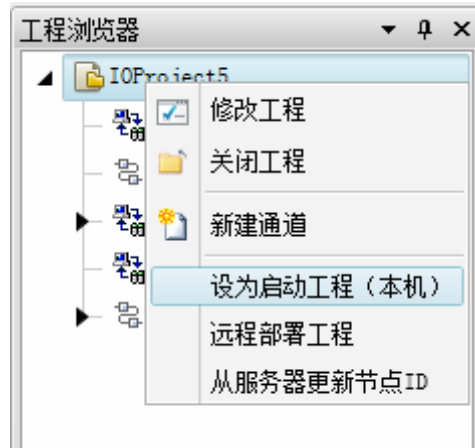 工程浏览器
IOProject5
修改工程
关闭工程
新建通道
设为启动工程（本机）
远程部署工程
从服务器更新节点ID